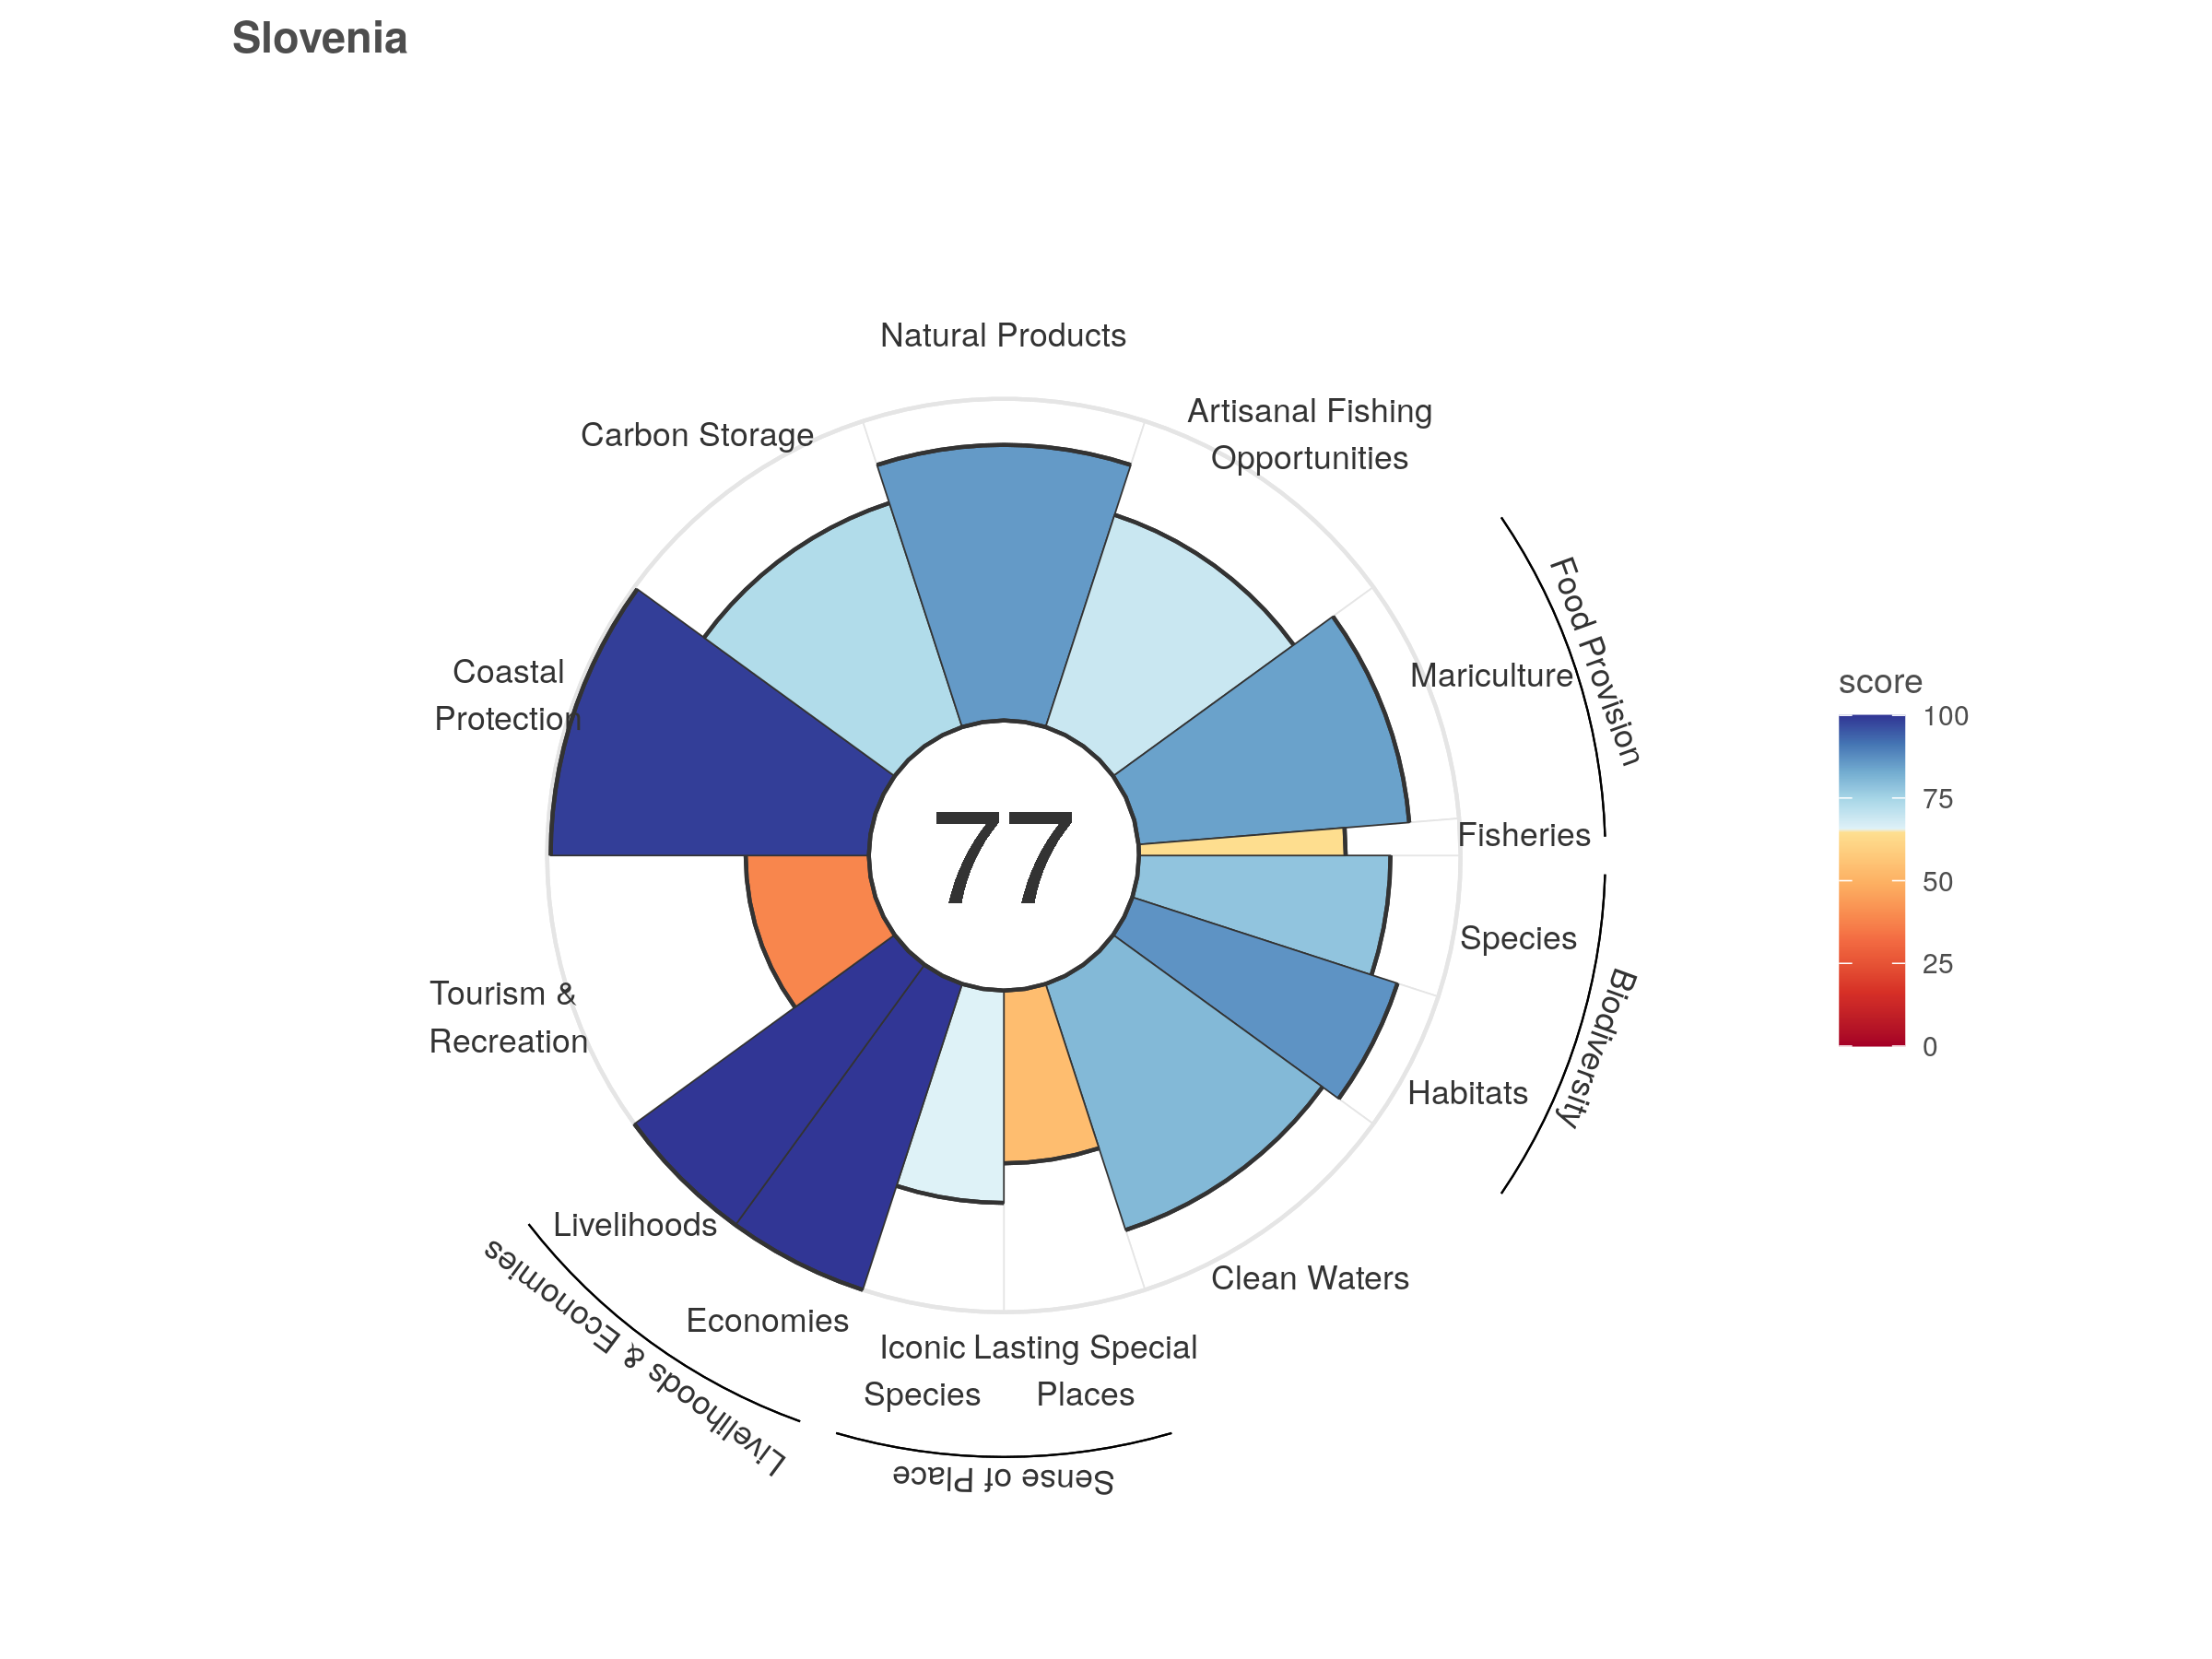 Slovenia
Natural Products
Artisanal Fishing
Opportunities
Carbon Storage
Food Provision
Coastal
Protection
Mariculture
score
100
75
50
25
0
77
Fisheries
Species
Biodiversity
Tourism &
Recreation
Habitats
Livelihoods
Clean Waters
Economies
Iconic
Species
Lasting Special
Places
Livelihoods & Economies
Sense of Place